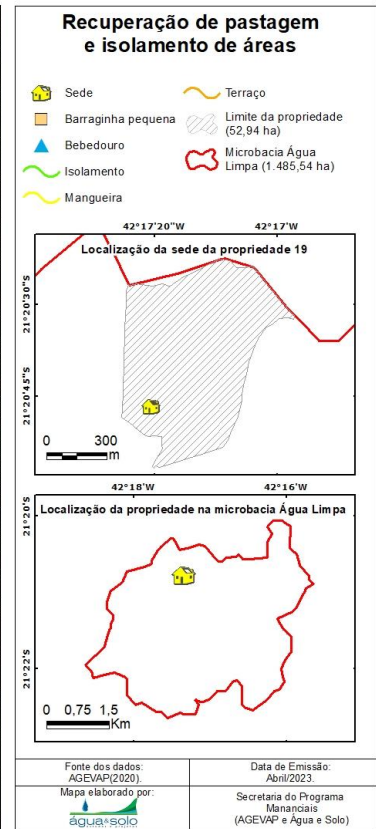 Recuperação de pastagem
e isolamento de áreas
Sede
Barraginha pequena
Bebedouro
Isolamento
Mangueira
Terraço
Limite da propriedade
(52,94 ha)
Microbacia Água
Limpa (1.485,54 ha)
42°17'20"W 42°17'W
Localização da sede da propriedade 19
21°20'30"S
21°20'45"S
0 300
m
42°18'W 42°16'W
Localização da propriedade na microbacia Água Limpa
21°20'S
21°22'S
0 0,75 1,5
Km
Fonte dos dados:
AGEVAP(2020).
Data de Emissão:
Abril/2023.
Mapa elaborado por:
água&solo
Secretaria do Programa
Mananciais
(AGEVAP e Água e Solo)